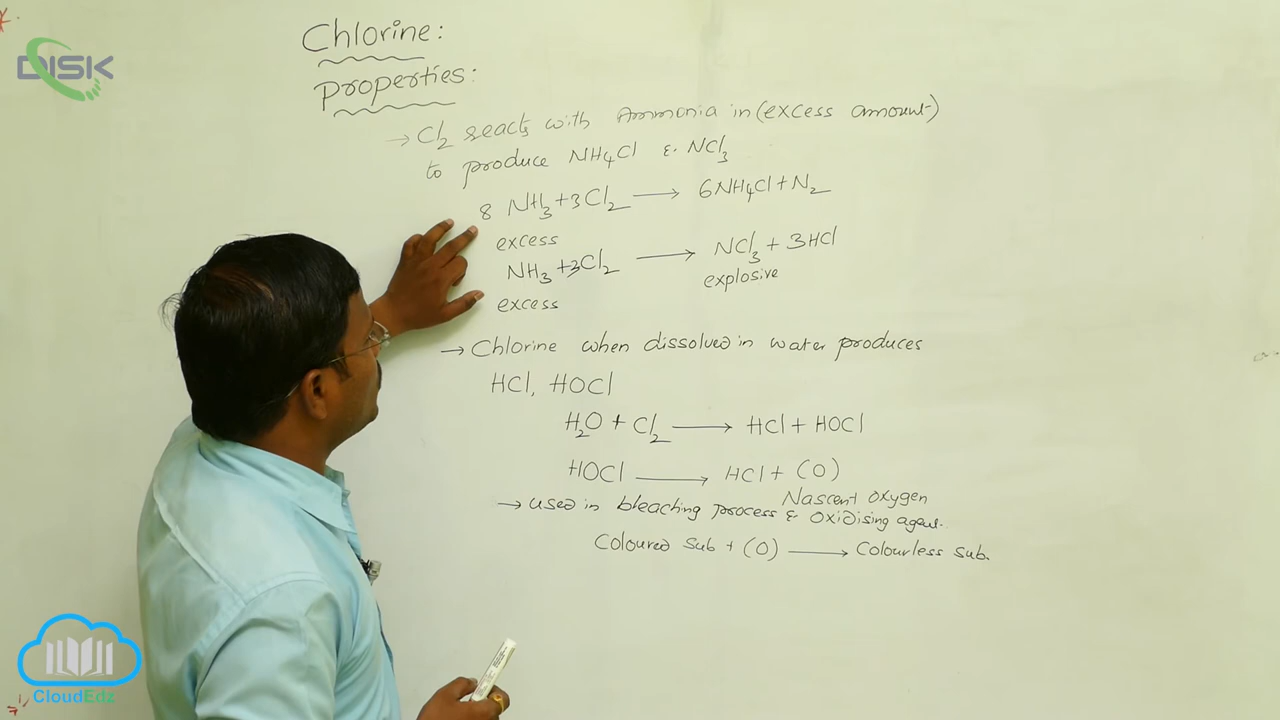 DISK
Chlorine:
Properties:
→ Cl2 reacts with Ammonia in (excess amount)
to produce NH4Cl & NCl3
8 NH3 + 3Cl2 → 6NH4Cl + N2
excess
NH3 + 3Cl2 → NCl3 + 3HCl
excess explosive
→ Chlorine when dissolved in water produces
HCl, HOCl
H2O + Cl2 → HCl + HOCl
HOCl → HCl + (O)
Nascent oxygen
→ used in bleaching process & oxidising agent.
Coloured sub + (O) → Colourless sub.
CloudEdz